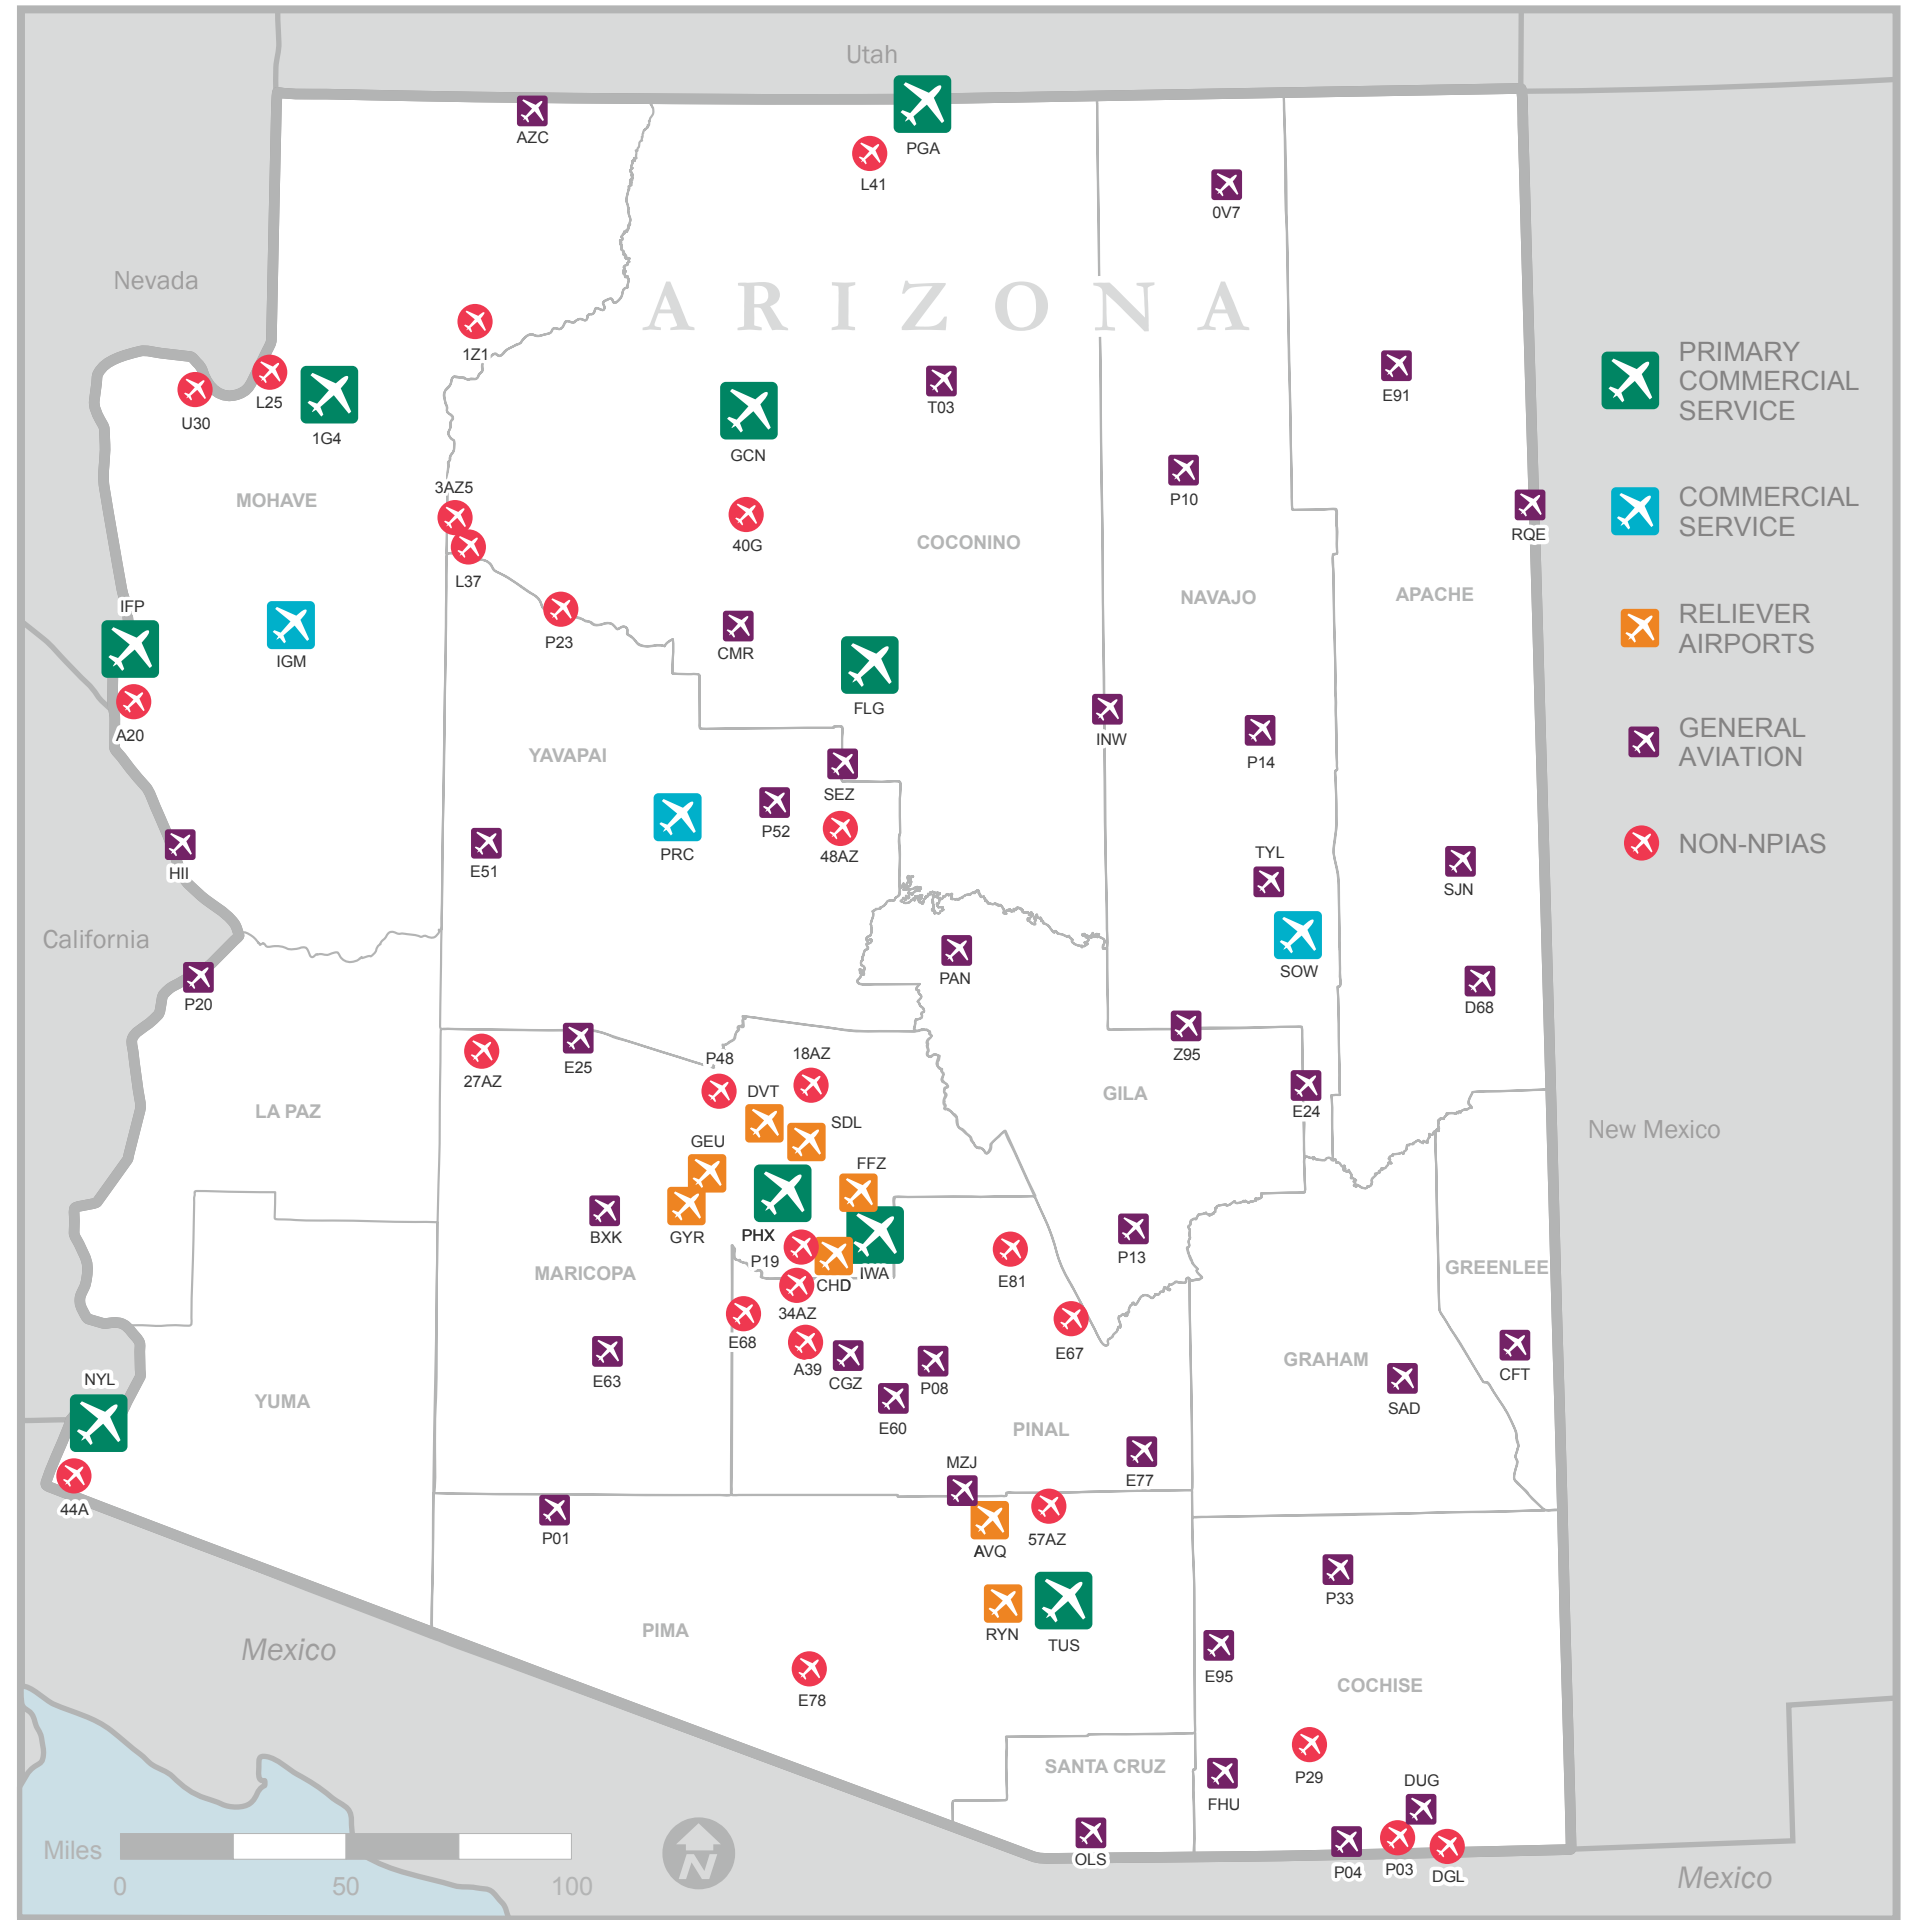 Utah
AZC
PGA
L41
0V7
Nevada
ARIZONA
1Z1
PRIMARY
COMMERCIAL
SERVICE
L25
U30
1G4
T03
E91
GCN
3AZ5
MOHAVE
P10
COMMERCIAL
SERVICE
40G
COCONINO
RQE
L37
IFP
NAVAJO
APACHE
RELIEVER
AIRPORTS
P23
IGM
CMR
FLG
A20
INW
GENERAL
AVIATION
YAVAPAI
P14
SEZ
P52
NON-NPIAS
PRC
48AZ
TYL
HII
E51
SJN
California
SOW
PAN
P20
D68
27AZ
E25
P48
18AZ
Z95
DVT
GILA
LA PAZ
SDL
E24
New Mexico
GEU
FFZ
BXK
GYR
PHX
P19
P13
MARICOPA
IWA
E81
GREENLEE
CHD
34AZ
E68
E67
A39
GRAHAM
E63
CGZ
P08
CFT
NYL
YUMA
E60
SAD
PINAL
MZJ
E77
44A
P01
AVQ
57AZ
P33
PIMA
RYN
TUS
Mexico
E95
E78
COCHISE
SANTA CRUZ
P29
DUG
FHU
Miles
OLS
P04
P03
DGL
0
50
100
N
Mexico